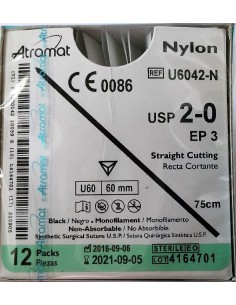 Atramat
Nylon
CE 0086
REF U6042-N
USP 2-0
EP 3
Straight Cutting
Recta Cortante
U60 60 mm
75cm
Black / Negro • Monofilament / Monofilamento
Non-Absorbable / No Absorbible
Synthetic Surgical Suture U.S.P. / Sutura Quirúrgica Sintética U.S.P.
12 Packs
Piezas
2016-09-06
2021-09-05
STERILE EO
LOT 4164701